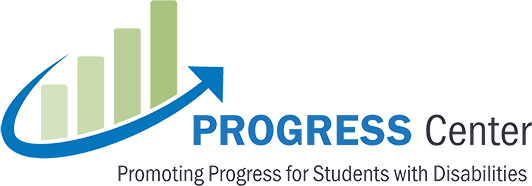 PROGRESS Center
Promoting Progress for Students with Disabilities